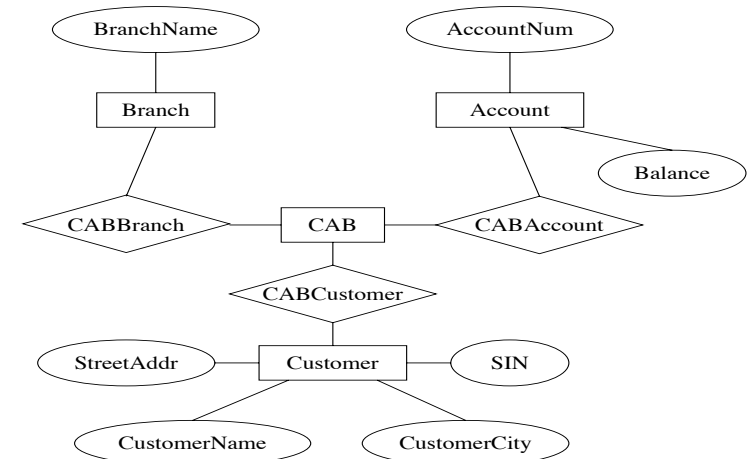 BranchName
AccountNum
Branch
Account
Balance
CABBranch
CAB
CABAccount
CABCustomer
StreetAddr
Customer
SIN
CustomerName
CustomerCity